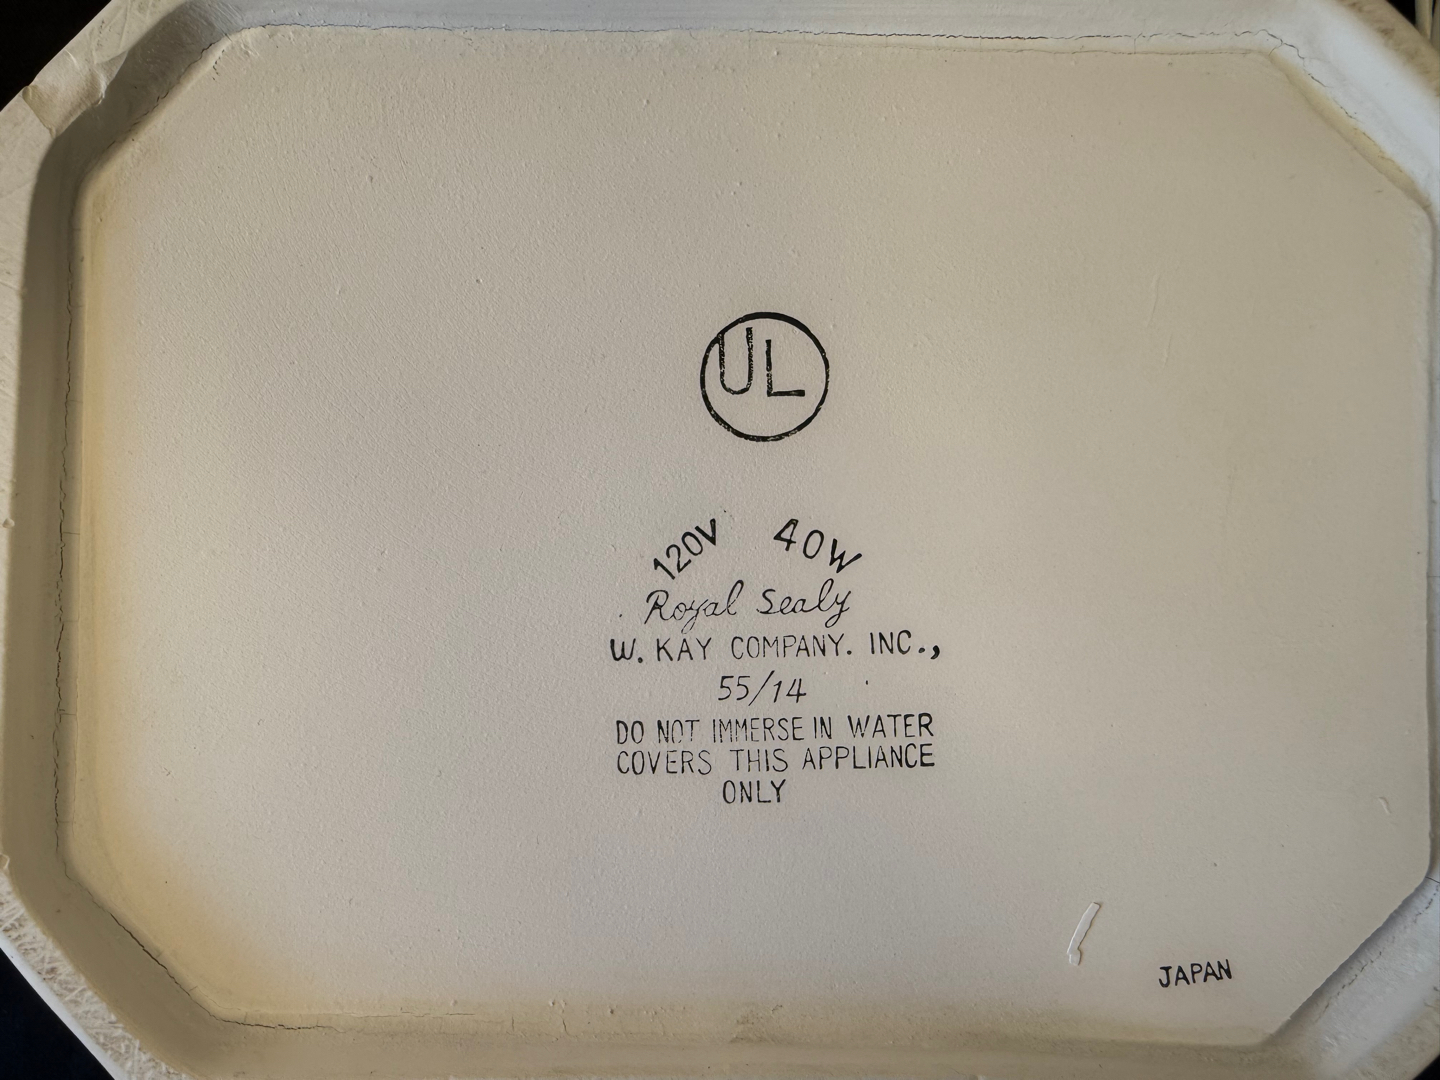 UL
120V 40W
Royal Sealy
W. KAY COMPANY. INC.,
55/14
DO NOT IMMERSE IN WATER
COVERS THIS APPLIANCE
ONLY
JAPAN